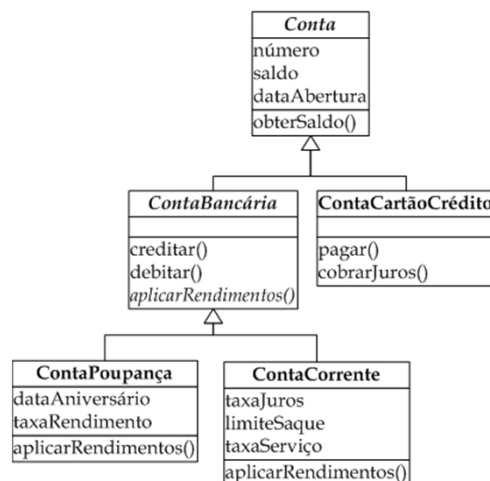 Conta
número
saldo
dataAbertura
obterSaldo()
ContaBancária
creditar()
debitar()
aplicarRendimentos()
ContaCartãoCrédito
pagar()
cobrarJuros()
ContaPoupança
dataAniversário
taxaRendimento
aplicarRendimentos()
ContaCorrente
taxaJuros
limiteSaque
taxaServiço
aplicarRendimentos()